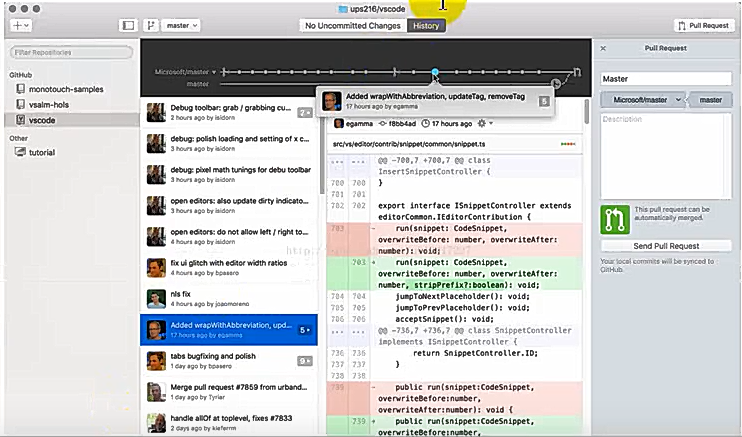 ups216/vscode
master
No Uncommitted Changes
History
Pull Request
Filter Repositories
GitHub
monotouch-samples
vsalm-hols
vscode
Other
tutorial
Microsoft/master
master
Added wrapWithAbbreviation, updateTag, removeTag
17 hours ago by egamma
5
Debug toolbar: grab / grabbing cu...
2 hours ago by isidorn
debug: polish loading and setting of x c...
3 hours ago by isidorn
debug: pixel math tunings for debu toolbar
3 hours ago by isidorn
open editors: also update dirty indicato...
3 hours ago by isidorn
open editors: do not allow left / right to...
3 hours ago by isidorn
fix ui glitch with editor width ratios
4 hours ago by bpasero
nls fix
4 hours ago by joaomoreno
Added wrapWithAbbreviation, upd...
17 hours ago by egamma
5
tabs bugfixing and polish
1 day ago by bpasero
9
Merge pull request #7859 from urband...
1 day ago by Tyriar
handle allOf at toplevel, fixes #7833
2 days ago by kieferrm
egamma
f8bb4ad
17 hours ago
src/vs/editor/contrib/snippet/common/snippet.ts
... ... @@ -700,7 +700,7 @@ class
InsertSnippetController {
700 700 }
701 701
702 702 export interface ISnippetController extends
editorCommon.IEditorContribution {
703 - run(snippet: CodeSnippet,
overwriteBefore: number, overwriteAfter:
number): void;
703 + run(snippet: CodeSnippet,
overwriteBefore: number, overwriteAfter:
number, stripPrefix?:boolean): void;
704 704 jumpToNextPlaceholder(): void;
705 705 jumpToPrevPlaceholder(): void;
706 706 acceptSnippet(): void;
... ... @@ -736,7 +736,7 @@ class SnippetController
implements ISnippetController {
736 736 return SnippetController.ID;
737 737 }
738 738
739 - public run(snippet:CodeSnippet,
overwriteBefore:number,
overwriteAfter:number): void {
739 + public run(snippet:CodeSnippet,
overwriteBefore:number,
Pull Request
Master
Microsoft/master
master
Description
This pull request can be
automatically merged.
Send Pull Request
Your local commits will be synced to
GitHub.